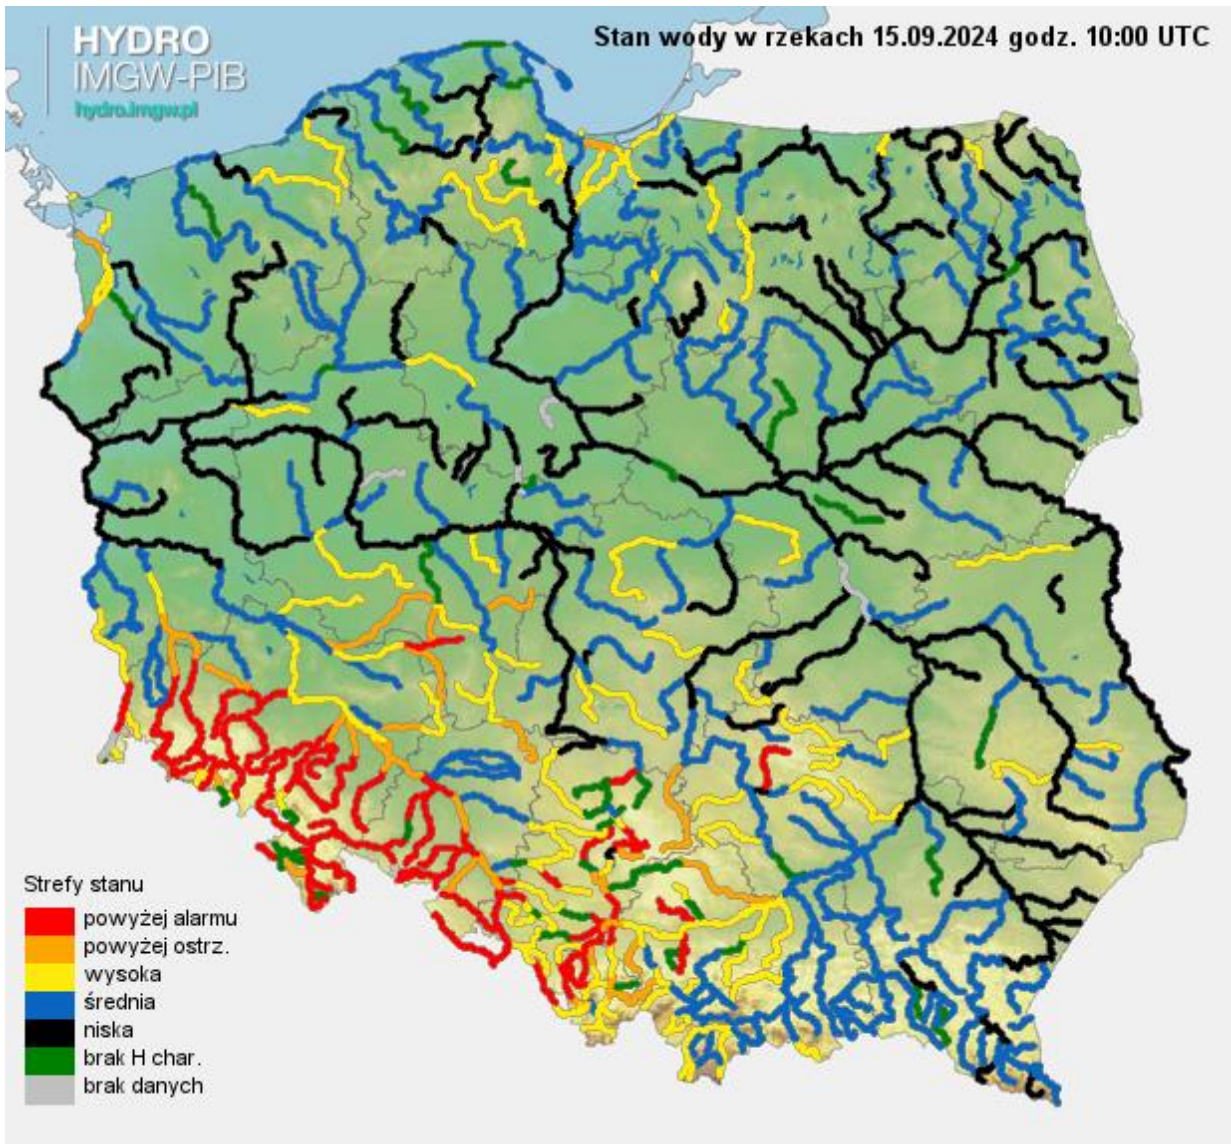 HYDRO
IMGW-PIB
hydro.imgw.pl
Stan wody w rzekach 15.09.2024 godz. 10:00 UTC
Strefy stanu
powyżej alarmu
powyżej ostrz.
wysoka
średnia
niska
brak H char.
brak danych